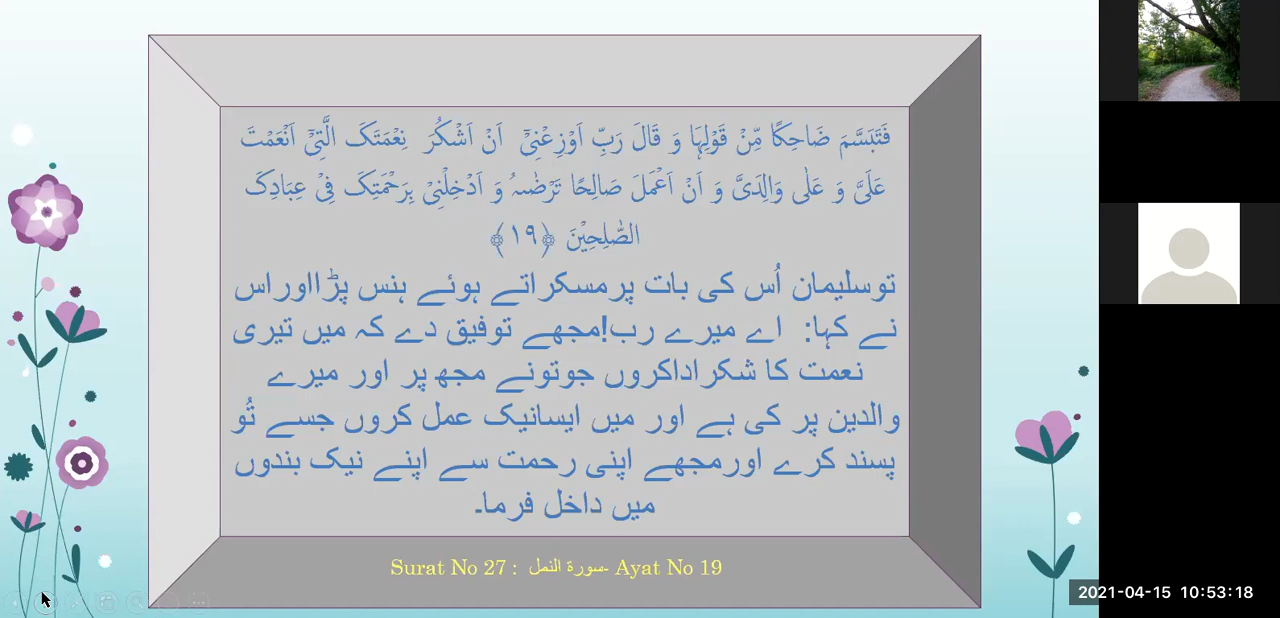 فَتَبَسَّمَ ضَاحِکًا مِّنۡ قَوۡلِہَا وَ قَالَ رَبِّ اَوۡزِعۡنِیۡۤ اَنۡ اَشۡکُرَ نِعۡمَتَکَ الَّتِیۡۤ اَنۡعَمۡتَ
عَلَیَّ وَ عَلٰی وَالِدَیَّ وَ اَنۡ اَعۡمَلَ صَالِحًا تَرۡضٰىہُ وَ اَدۡخِلۡنِیۡ بِرَحۡمَتِکَ فِیۡ عِبَادِکَ
الصّٰلِحِیۡنَ ﴿۱۹﴾
توسلیمان اُس کی بات پرمسکراتے ہوئے ہنس پڑااوراس
نے کہا: اے میرے رب!مجھے توفیق دے کہ میں تیری
نعمت کا شکراداکروں جوتونے مجھ پر اور میرے
والدین پر کی ہے اور میں ایسانیک عمل کروں جسے تُو
پسند کرے اورمجھے اپنی رحمت سے اپنے نیک بندوں
میں داخل فرما۔
Surat No 27 : سورۃ النمل- Ayat No 19
2021-04-15 10:53:18